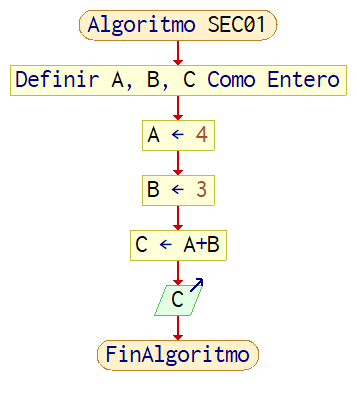 Algoritmo SEC01
Definir A, B, C Como Entero
A ← 4
B ← 3
C ← A+B
C
FinAlgoritmo